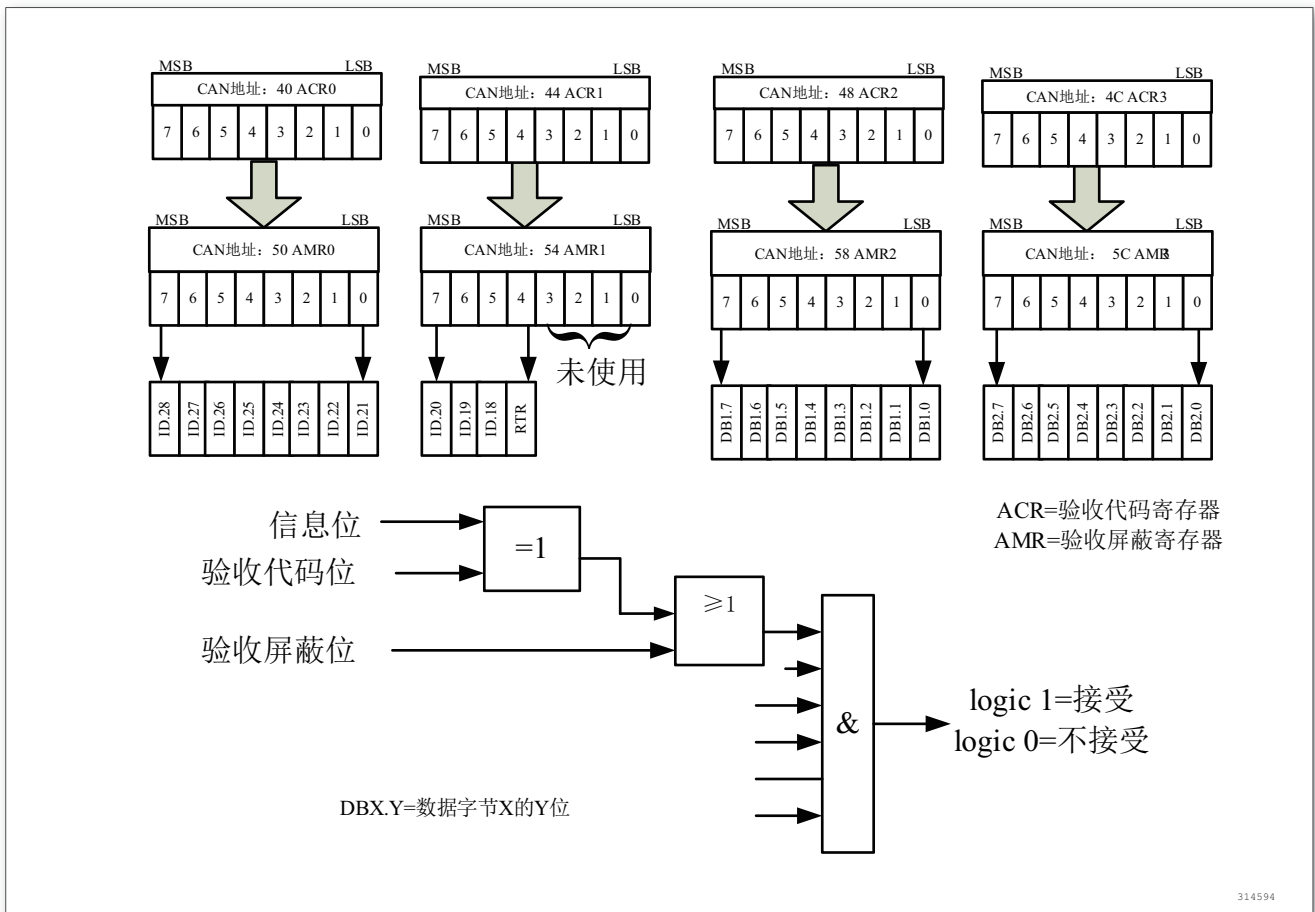 MSB LSB MSB LSB MSB LSB MSB LSB
CAN地址：40 ACR0 CAN地址：44 ACR1 CAN地址：48 ACR2 CAN地址：4C ACR3
7 6 5 4 3 2 1 0 7 6 5 4 3 2 1 0 7 6 5 4 3 2 1 0 7 6 5 4 3 2 1 0
MSB LSB MSB LSB MSB LSB MSB LSB
CAN地址：50 AMR0 CAN地址：54 AMR1 CAN地址：58 AMR2 CAN地址： 5C AMR3
7 6 5 4 3 2 1 0 7 6 5 4 3 2 1 0 7 6 5 4 3 2 1 0 7 6 5 4 3 2 1 0
未使用
ID.28 ID.27 ID.26 ID.25 ID.24 ID.23 ID.22 ID.21 ID.20 ID.19 ID.18 RTR DB1.7 DB1.6 DB1.5 DB1.4 DB1.3 DB1.2 DB1.1 DB1.0 DB2.7 DB2.6 DB2.5 DB2.4 DB2.3 DB2.2 DB2.1 DB2.0
ACR=验收代码寄存器
AMR=验收屏蔽寄存器
信息位
=1
验收代码位
≥1
验收屏蔽位
&
logic 1=接受
logic 0=不接受
DBX.Y=数据字节X的Y位
314594